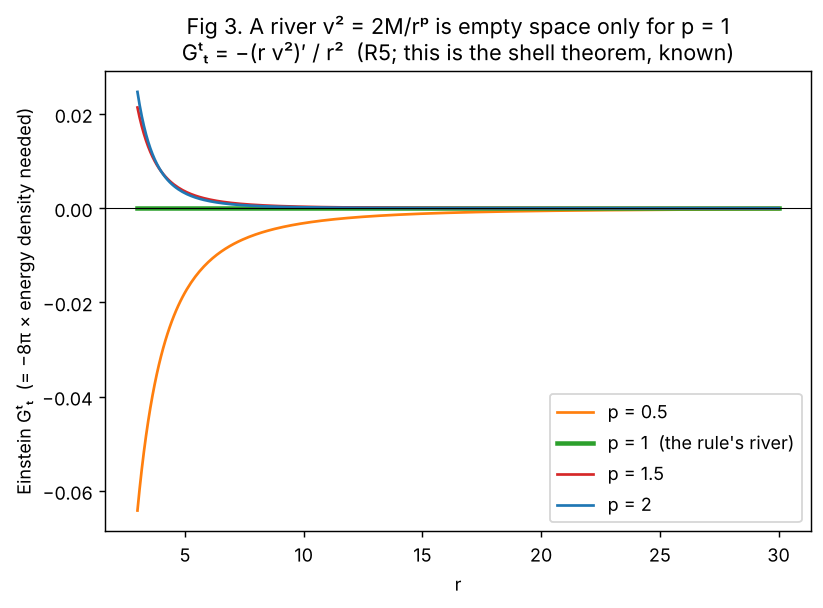 Fig 3. A river v² = 2M/rᵖ is empty space only for p = 1
Gᵗₜ = −(r v²)′ / r² (R5; this is the shell theorem, known)
Einstein Gᵗₜ (= −8π × energy density needed)
0.02
0.00
−0.02
−0.04
−0.06
p = 0.5
p = 1 (the rule's river)
p = 1.5
p = 2
5 10 15 20 25 30
r